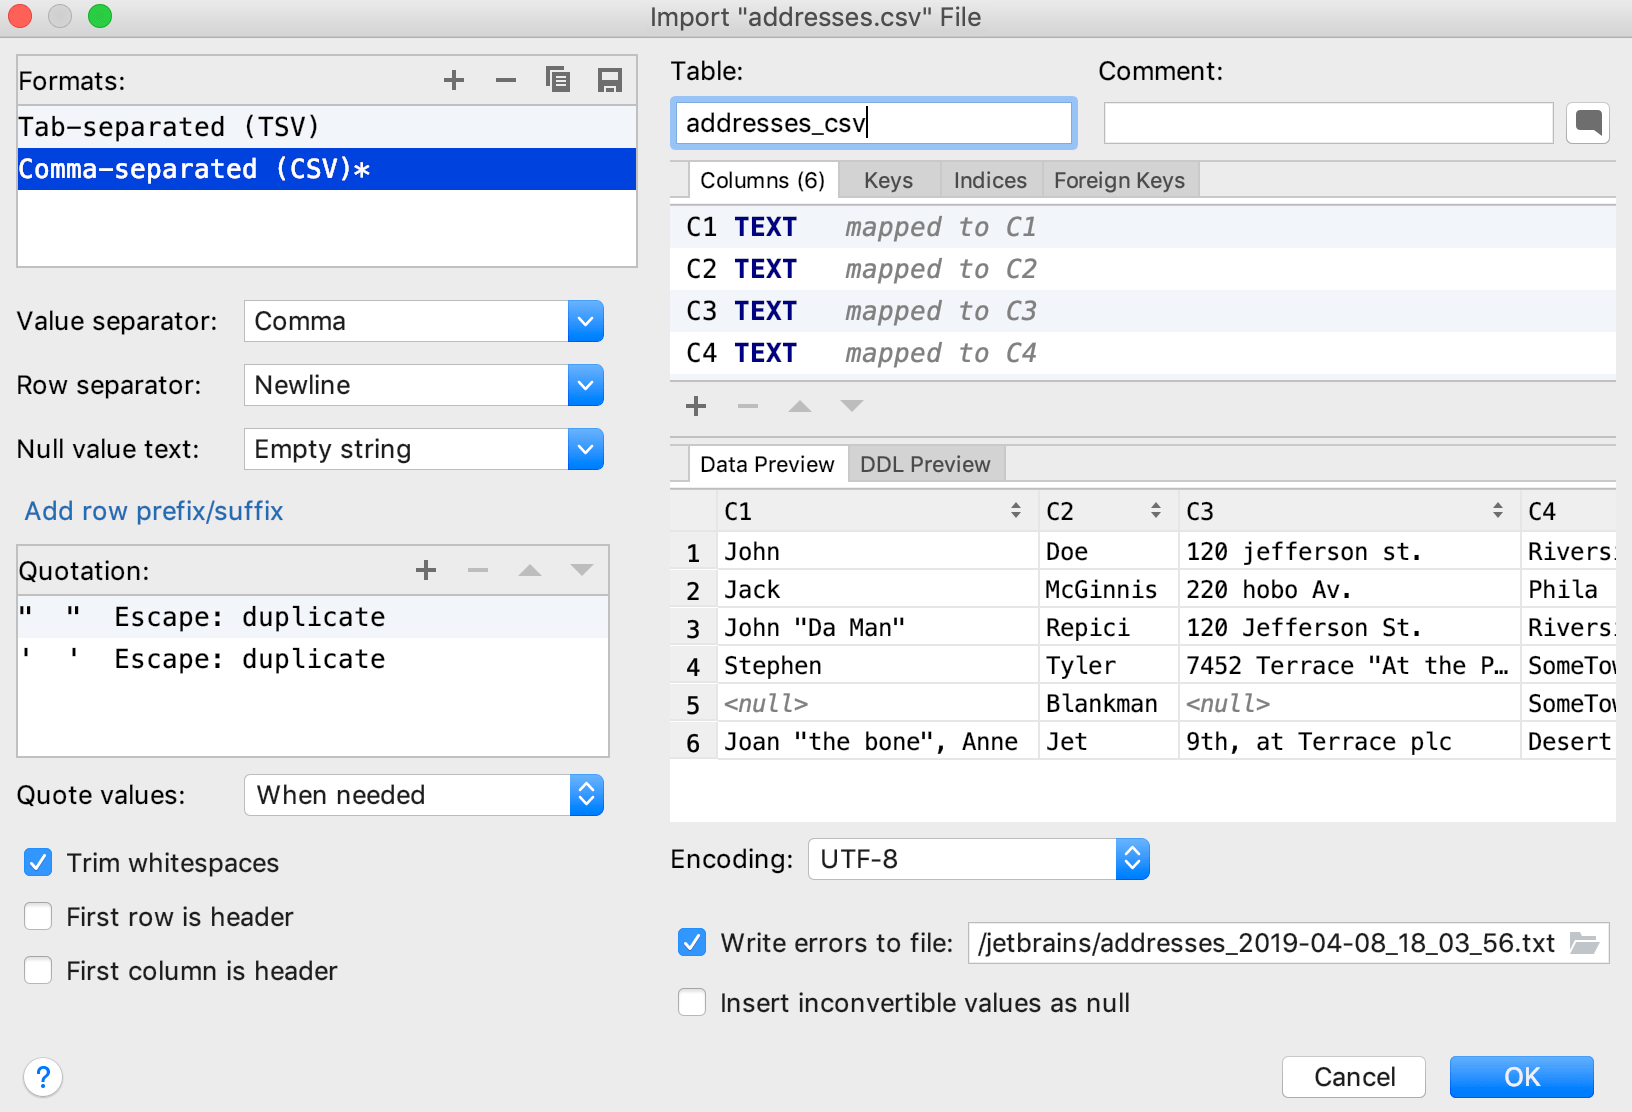 Import "addresses.csv" File
Formats:
Tab-separated (TSV)
Comma-separated (CSV)*
Value separator: Comma
Row separator: Newline
Null value text: Empty string
Add row prefix/suffix
Quotation:
" " Escape: duplicate
' ' Escape: duplicate
Quote values: When needed
Trim whitespaces
First row is header
First column is header
?
Table: Comment:
addresses_csv
Columns (6) Keys Indices Foreign Keys
C1 TEXT mapped to C1
C2 TEXT mapped to C2
C3 TEXT mapped to C3
C4 TEXT mapped to C4
Data Preview DDL Preview
C1 C2 C3 C4
1 John Doe 120 jefferson st. Riversi
2 Jack McGinnis 220 hobo Av. Phila
3 John "Da Man" Repici 120 Jefferson St. Rivers
4 Stephen Tyler 7452 Terrace "At the P… SomeTow
5 <null> Blankman <null> SomeTow
6 Joan "the bone", Anne Jet 9th, at Terrace plc Desert
Encoding: UTF-8
Write errors to file: /jetbrains/addresses_2019-04-08_18_03_56.txt
Insert inconvertible values as null
Cancel OK